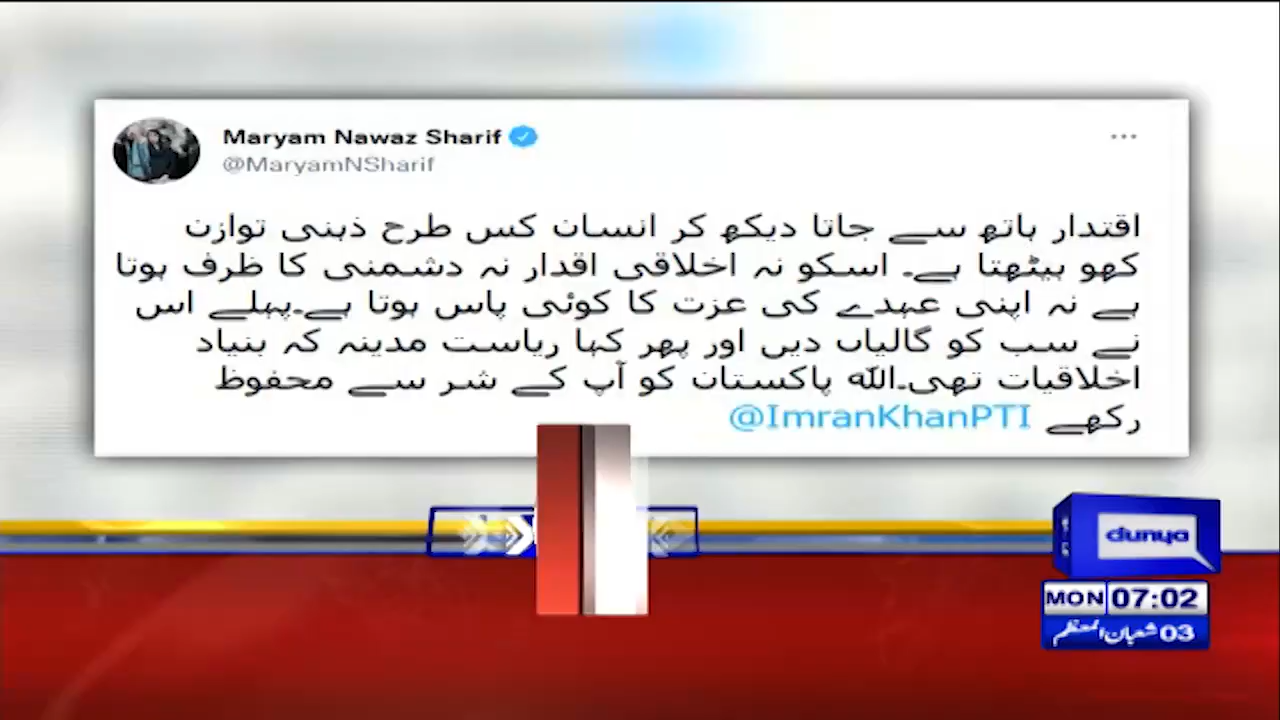 Maryam Nawaz Sharif
@MaryamNSharif
اقتدار ہاتھ سے جاتا دیکھ کر انسان کس طرح ذہنی توازن
کھو بیٹھتا ہے۔ اسکو نہ اخلاقی اقدار نہ دشمنی کا ظرف ہوتا
ہے نہ اپنی عہدے کی عزت کا کوئی پاس ہوتا ہے۔پہلے اس
نے سب کو گالیاں دیں اور پھر کہا ریاست مدینہ کہ بنیاد
اخلاقیات تھی۔اللہ پاکستان کو آپ کے شر سے محفوظ
رکھے @ImranKhanPTI
dunya
MON 07:02
03 شعبان المعظم